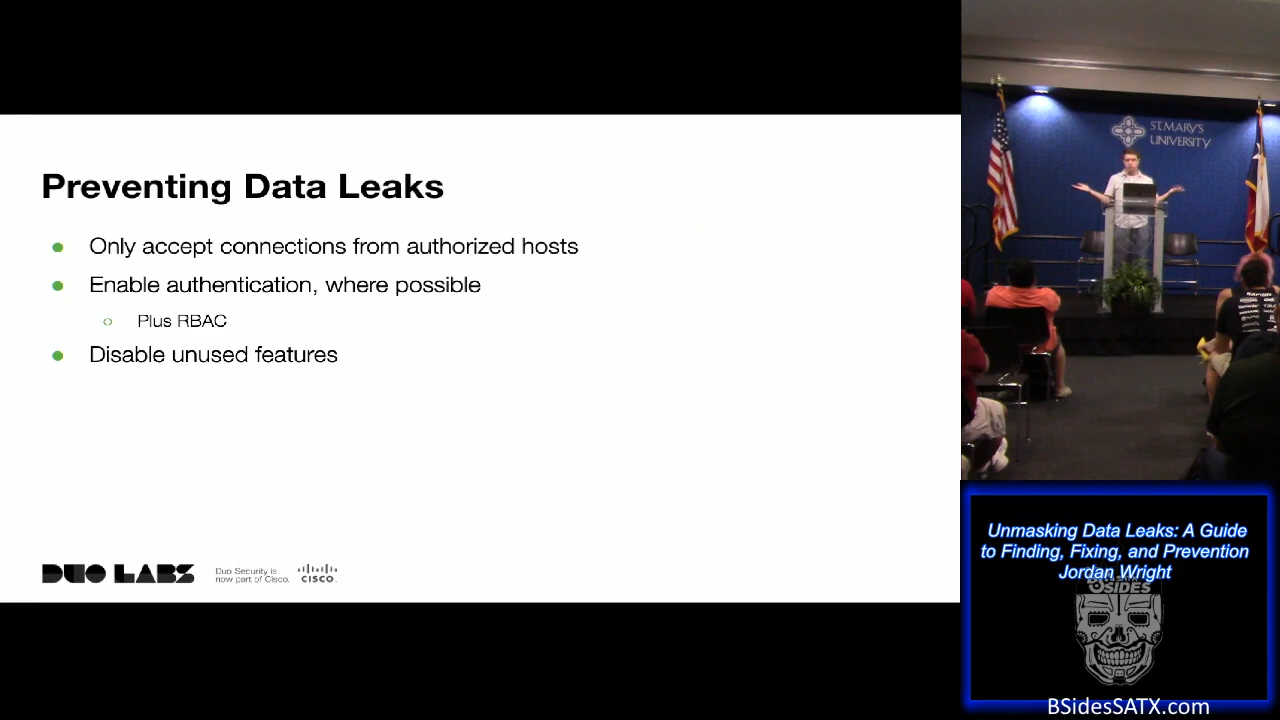 Preventing Data Leaks
Only accept connections from authorized hosts
Enable authentication, where possible
Plus RBAC
Disable unused features
DUO LABS
Duo Security is
now part of Cisco.
CISCO
ST. MARY'S
UNIVERSITY
Unmasking Data Leaks: A Guide
to Finding, Fixing, and Prevention
Jordan Wright
BSIDES
BSidesSATX.com